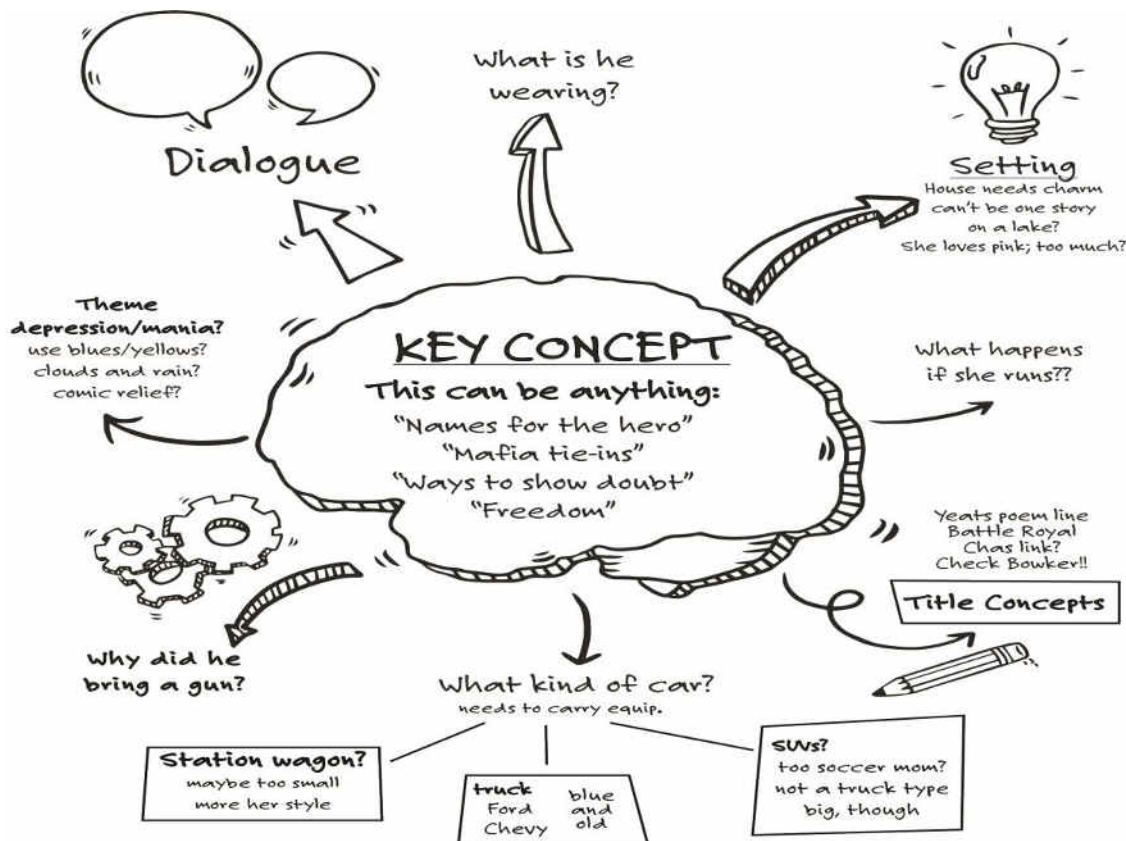 Dialogue
What is he
wearing?
Setting
House needs charm
can't be one story
on a lake?
She loves pink; too much?
Theme
depression/mania?
use blues/yellows?
clouds and rain?
comic relief?
KEY CONCEPT
This can be anything:
"Names for the hero"
"Mafia tie-ins"
"Ways to show doubt"
"Freedom"
What happens
if she runs??
Yeats poem line
Battle Royal
Chas link?
Check Bowker!!
Title Concepts
Why did he
bring a gun?
What kind of car?
needs to carry equip.
Station wagon?
maybe too small
more her style
truck
Ford
Chevy
blue
and
old
SUVs?
too soccer mom?
not a truck type
big, though